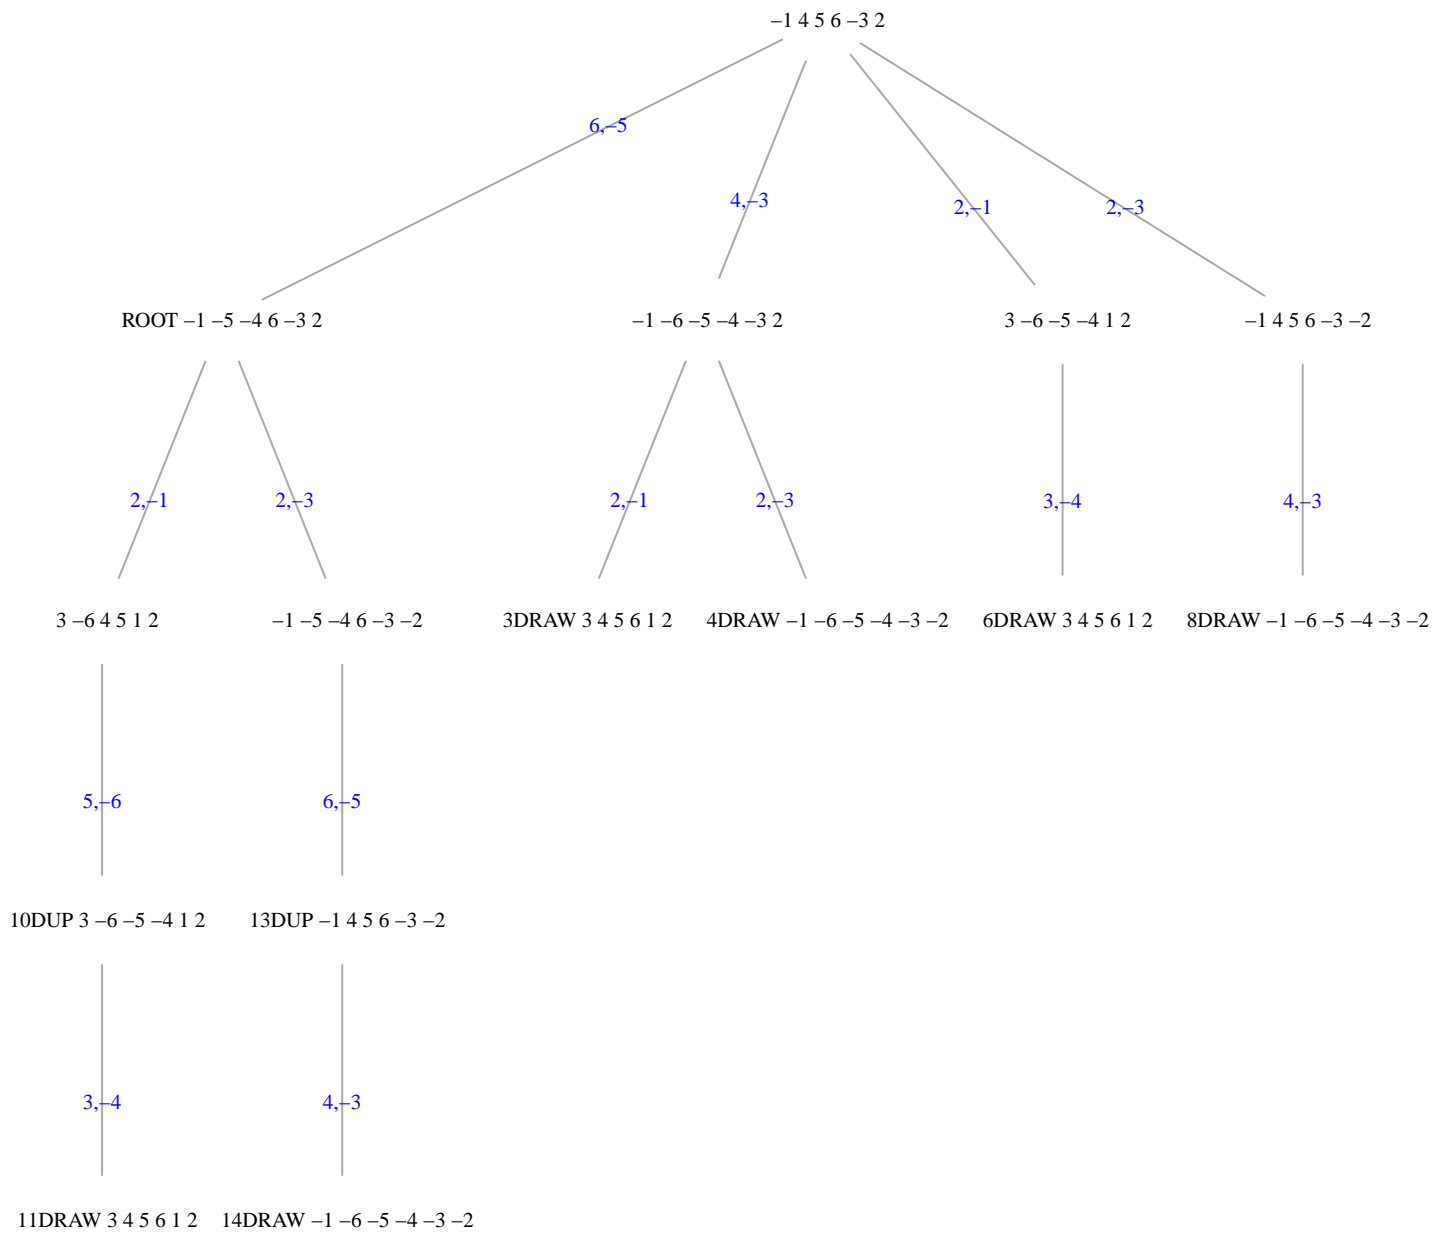 –1 4 5 6 –3 2
6,–5
4,–3
2,–1
2,–3
ROOT –1 –5 –4 6 –3 2
–1 –6 –5 –4 –3 2
3 –6 –5 –4 1 2
–1 4 5 6 –3 –2
2,–1
2,–3
2,–1
2,–3
3,–4
4,–3
3 –6 4 5 1 2
–1 –5 –4 6 –3 –2
3DRAW 3 4 5 6 1 2
4DRAW –1 –6 –5 –4 –3 –2
6DRAW 3 4 5 6 1 2
8DRAW –1 –6 –5 –4 –3 –2
5,–6
6,–5
10DUP 3 –6 –5 –4 1 2
13DUP –1 4 5 6 –3 –2
3,–4
4,–3
11DRAW 3 4 5 6 1 2
14DRAW –1 –6 –5 –4 –3 –2